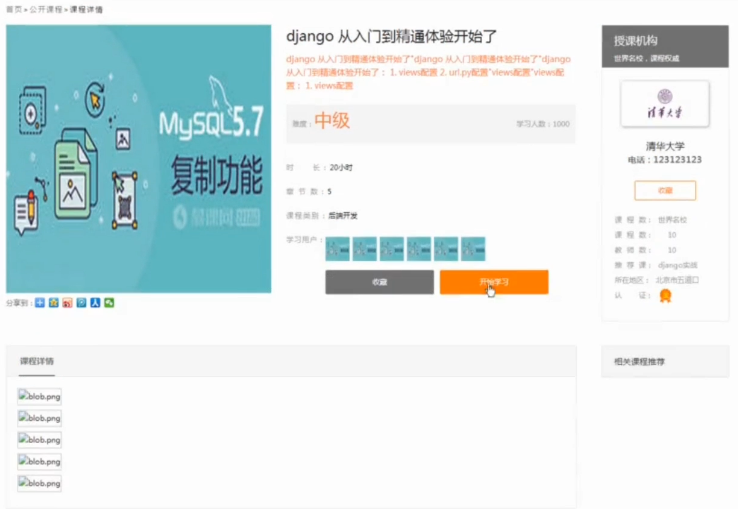 首页»公开课程»课程详情
MySQL5.7
复制功能
慕课网
分享到：
django 从入门到精通体验开始了
django 从入门到精通体验开始了"django 从入门到精通体验开始了"django
从入门到精通体验开始了： 1. views配置 2. url.py配置"views配置"views配
置： 1. views配置
难度：中级
学习人数：1000
时 长：20小时
章 节 数：5
课程类别：后端开发
学习用户：
收藏
开始学习
授课机构
世界名校，课程权威
清华大学
清华大学
电话：123123123
收藏
课 程 数： 世界名校
课 程 数： 10
教 师 数： 10
推 荐 课： django实战
所在地区： 北京市五道口
认 证：
课程详情
blob.png
blob.png
blob.png
blob.png
blob.png
相关课程推荐